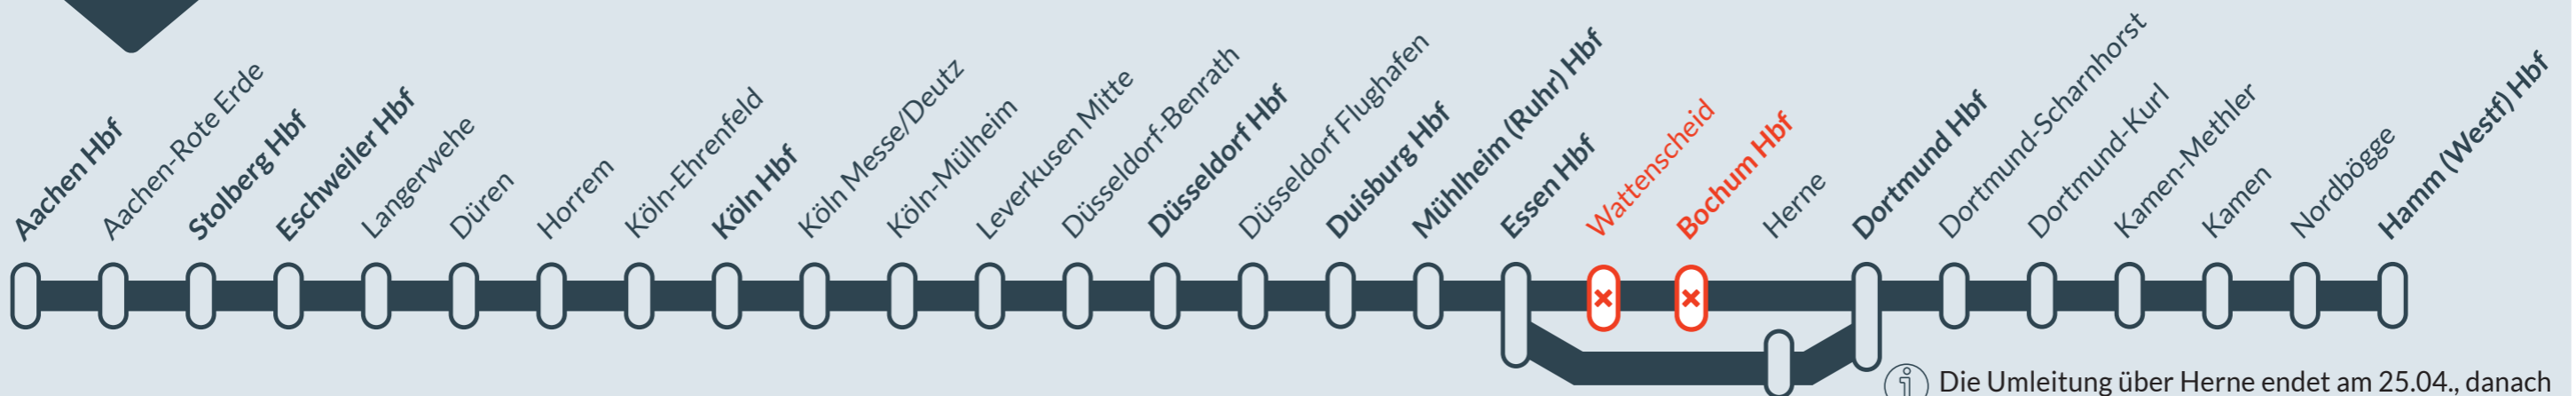 Aachen Hbf
Aachen-Rote Erde
Stolberg Hbf
Eschweiler Hbf
Langerwehe
Düren
Horrem
Köln-Ehrenfeld
Köln Hbf
Köln Messe/Deutz
Köln-Mülheim
Leverkusen Mitte
Düsseldorf-Benrath
Düsseldorf Hbf
Düsseldorf Flughafen
Duisburg Hbf
Mühlheim (Ruhr) Hbf
Essen Hbf
Wattenscheid
Bochum Hbf
Herne
Dortmund Hbf
Dortmund-Scharnhorst
Dortmund-Kurl
Kamen-Methler
Kamen
Nordbögge
Hamm (Westf) Hbf
Die Umleitung über Herne endet am 25.04., danach